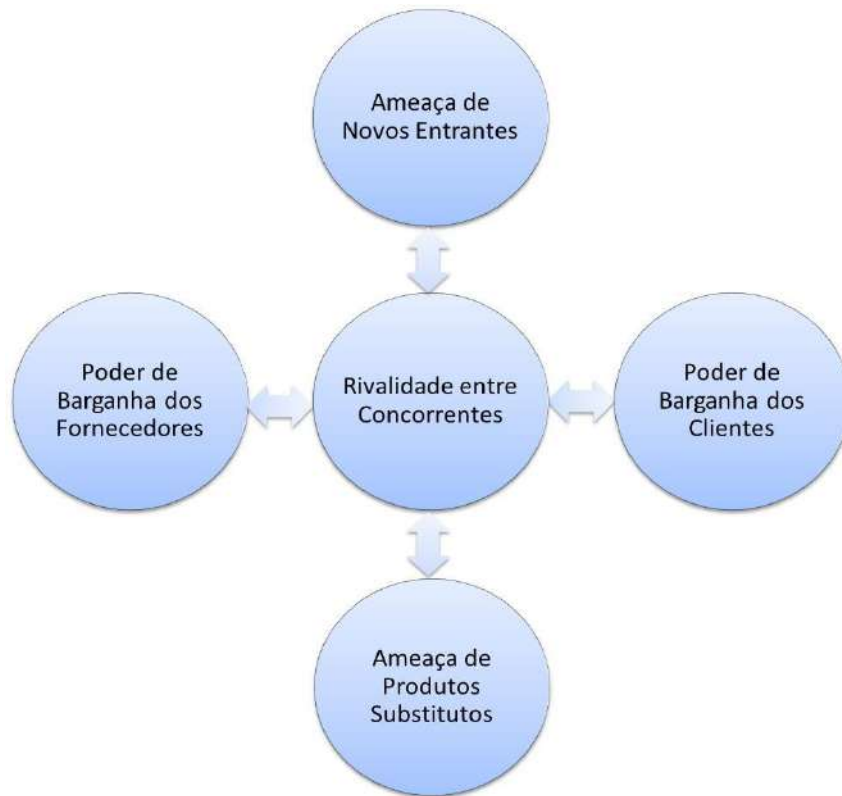 Ameaça de
Novos Entrantes
Poder de
Barganha dos
Fornecedores
Rivalidade entre
Concorrentes
Poder de
Barganha dos
Clientes
Ameaça de
Produtos
Substitutos